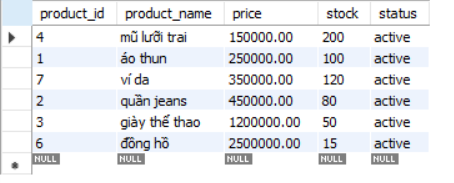 product_id product_name price stock status
4 mũ lưỡi trai 150000.00 200 active
1 áo thun 250000.00 100 active
7 ví da 350000.00 120 active
2 quần jeans 450000.00 80 active
3 giày thể thao 1200000.00 50 active
6 đồng hồ 2500000.00 15 active
NULL NULL NULL NULL NULL